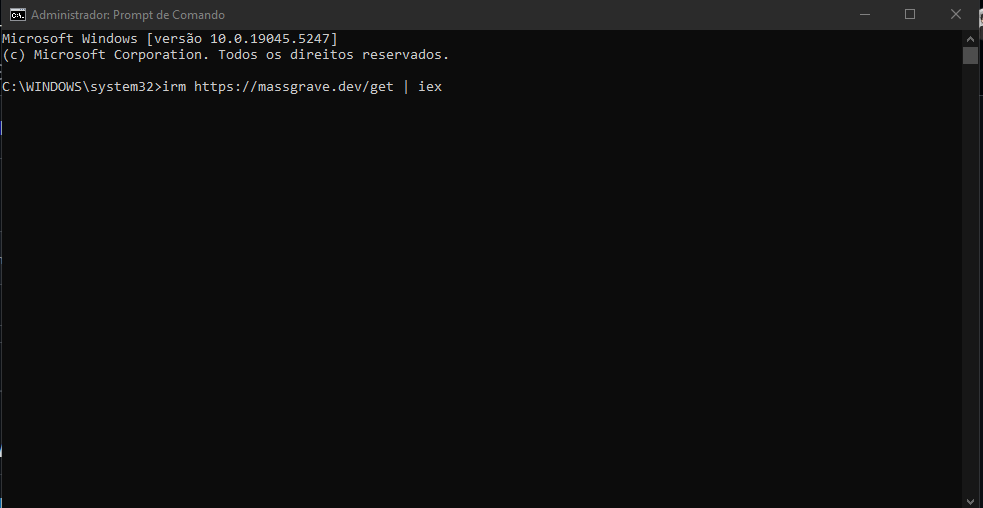 Administrador: Prompt de Comando
Microsoft Windows [versão 10.0.19045.5247]
(c) Microsoft Corporation. Todos os direitos reservados.
C:\WINDOWS\system32>irm https://massgrave.dev/get | iex